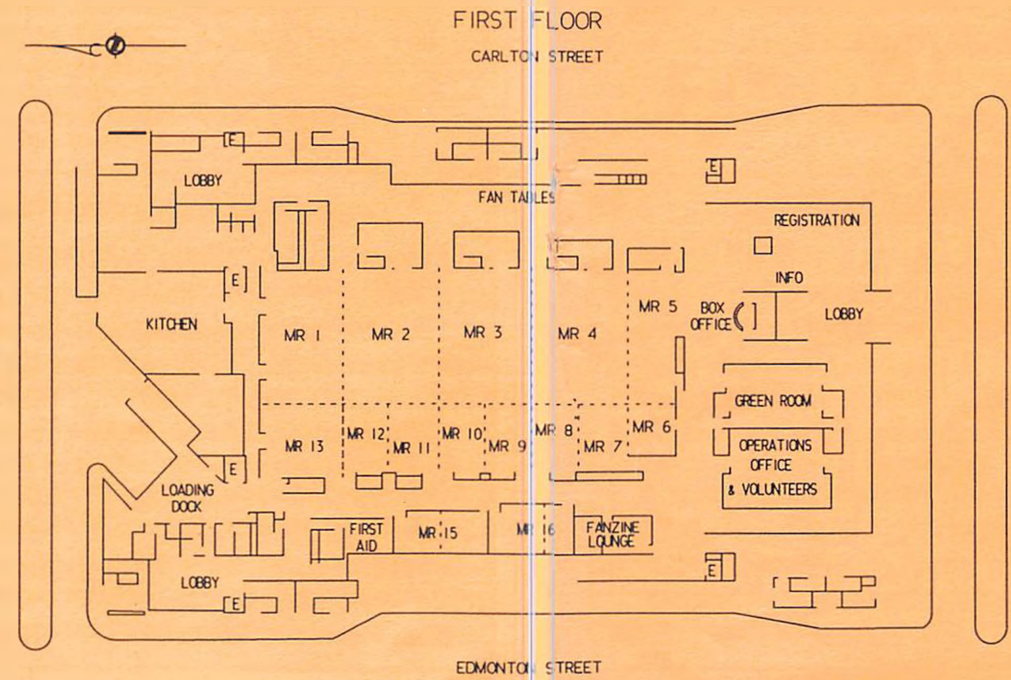 FIRST FLOOR
CARLTON STREET
E
LOBBY
E
FAN TABLES
REGISTRATION
E
INFO
MR 5
BOX
OFFICE
LOBBY
KITCHEN
MR 1
MR 2
MR 3
MR 4
GREEN ROOM
MR 13
MR 12
MR 11
MR 10
MR 9
MR 8
MR 7
MR 6
OPERATIONS
OFFICE
& VOLUNTEERS
E
LOADING
DOCK
FIRST
AID
MR 15
MR 16
FANZINE
LOUNGE
E
LOBBY
E
EDMONTON STREET